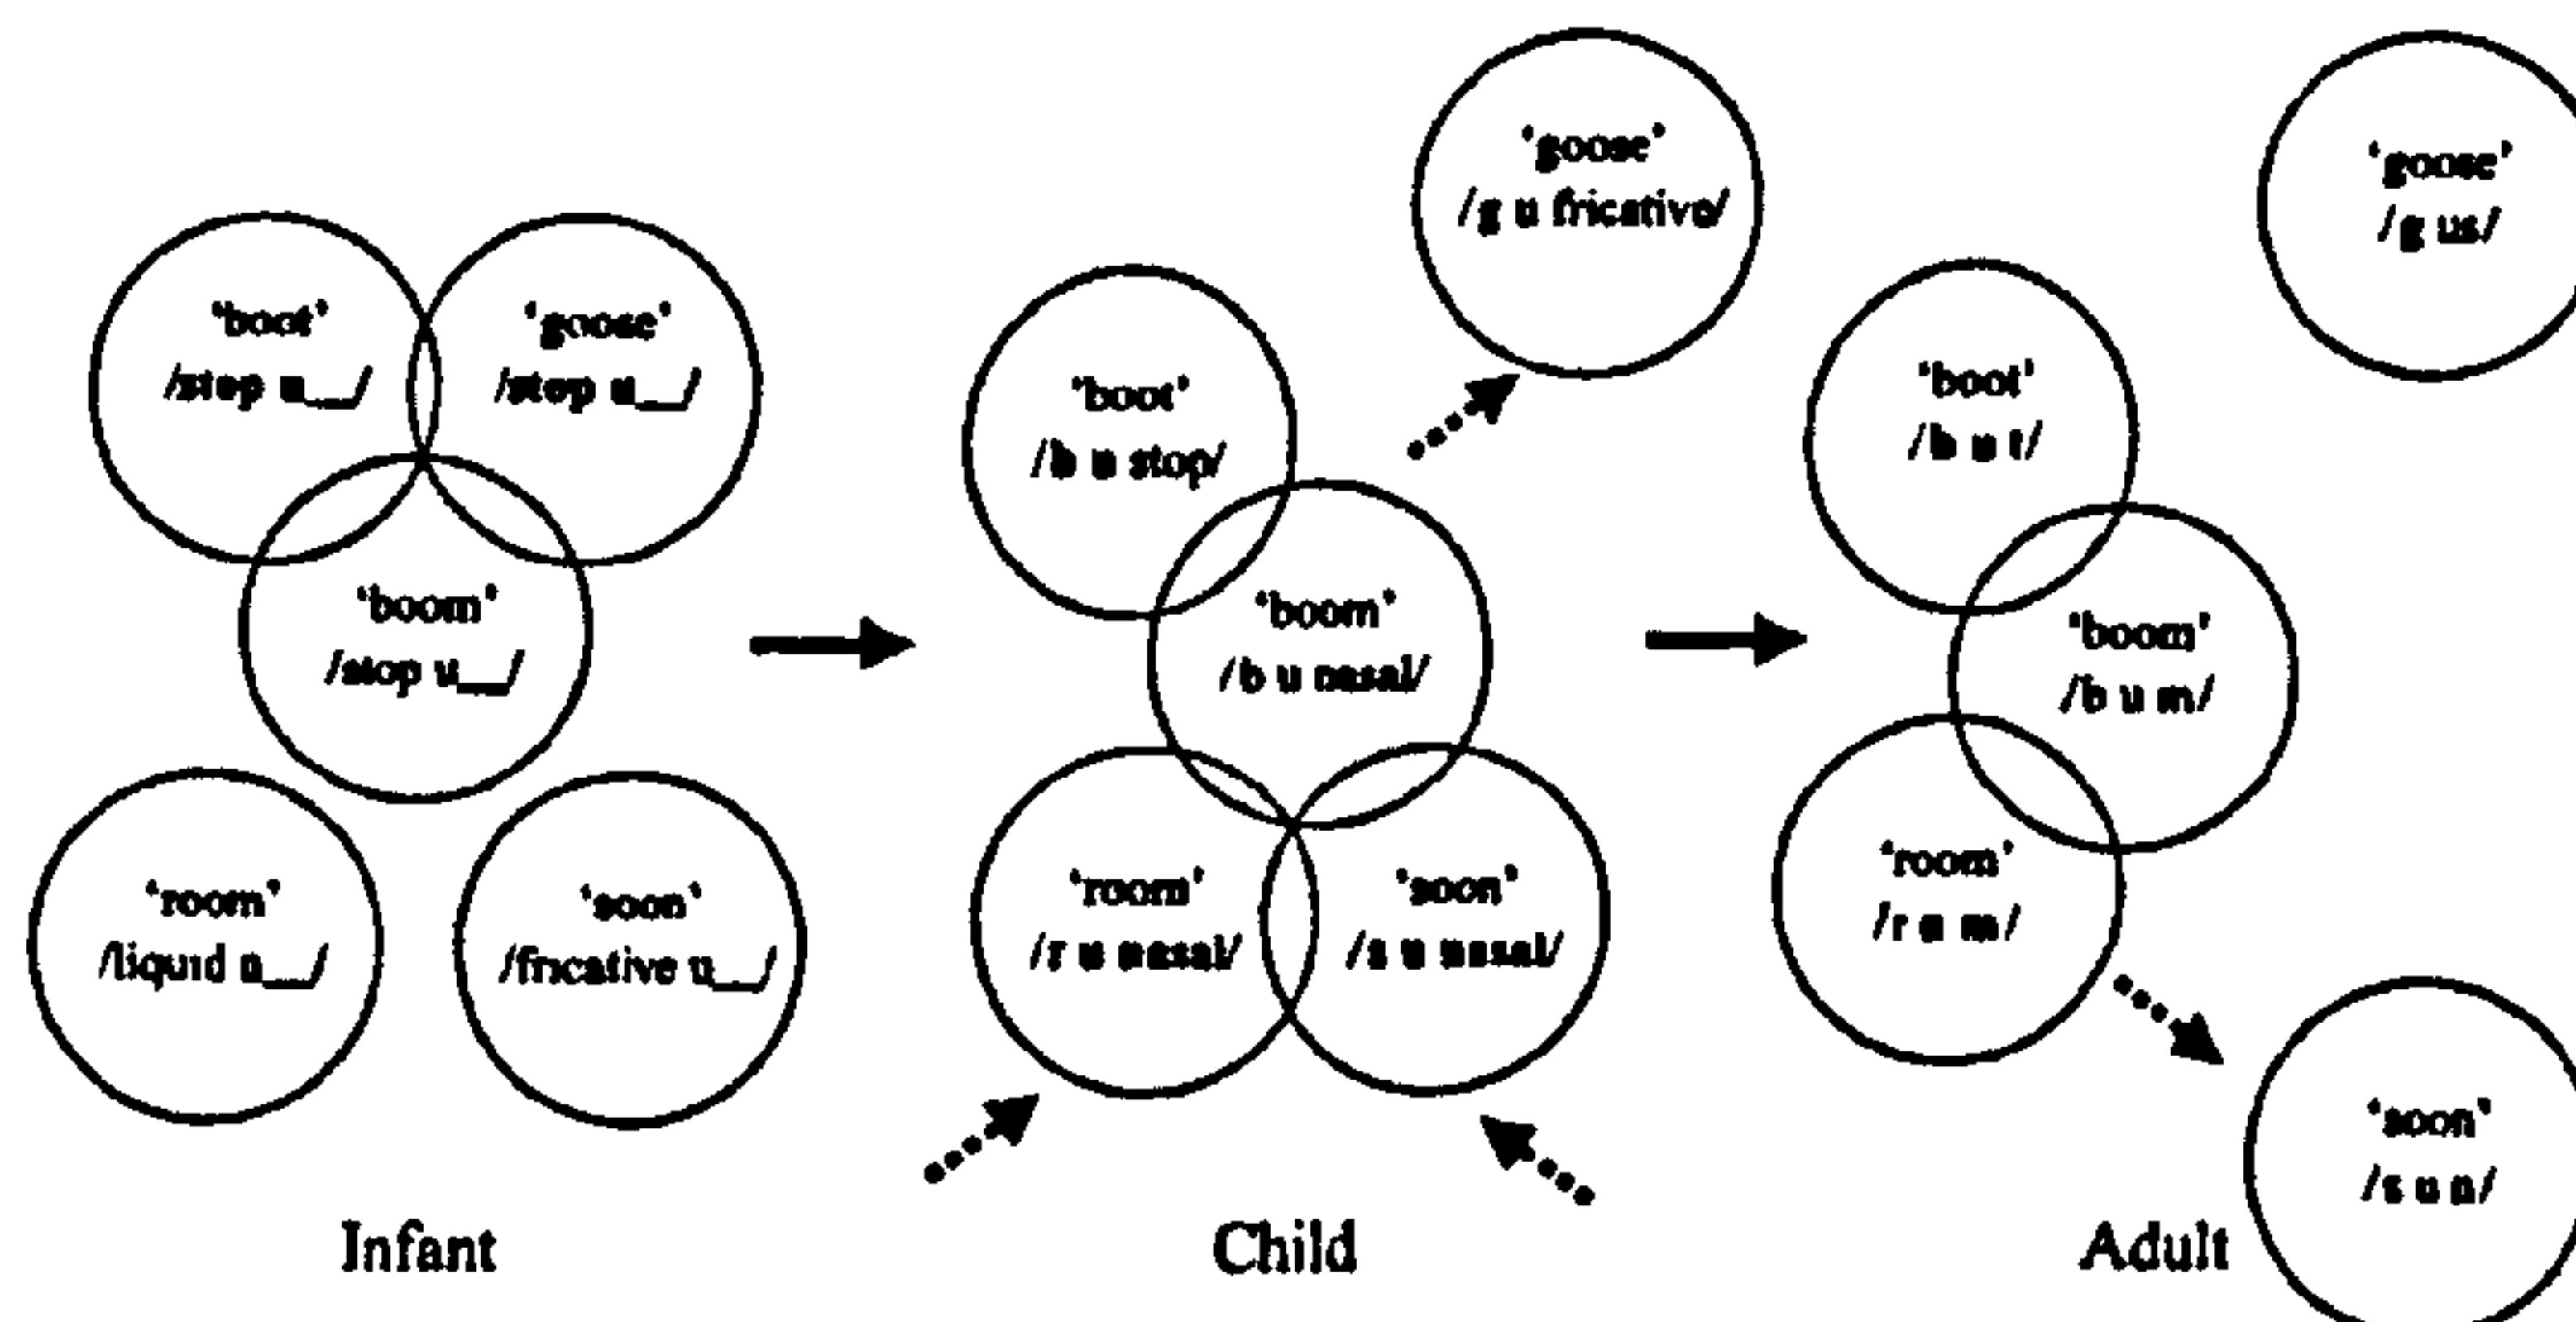 'boot'
/stop u__/
'goose'
/stop u__/
'boom'
/stop u__/
'room'
/liquid u__/
'soon'
/fricative u__/
Infant
'goose'
/g u fricative/
'boot'
/b u stop/
'boom'
/b u nasal/
'room'
/r u nasal/
'soon'
/s u nasal/
Child
'goose'
/g us/
'boot'
/b u t/
'boom'
/b u m/
'room'
/r u m/
'soon'
/s u n/
Adult